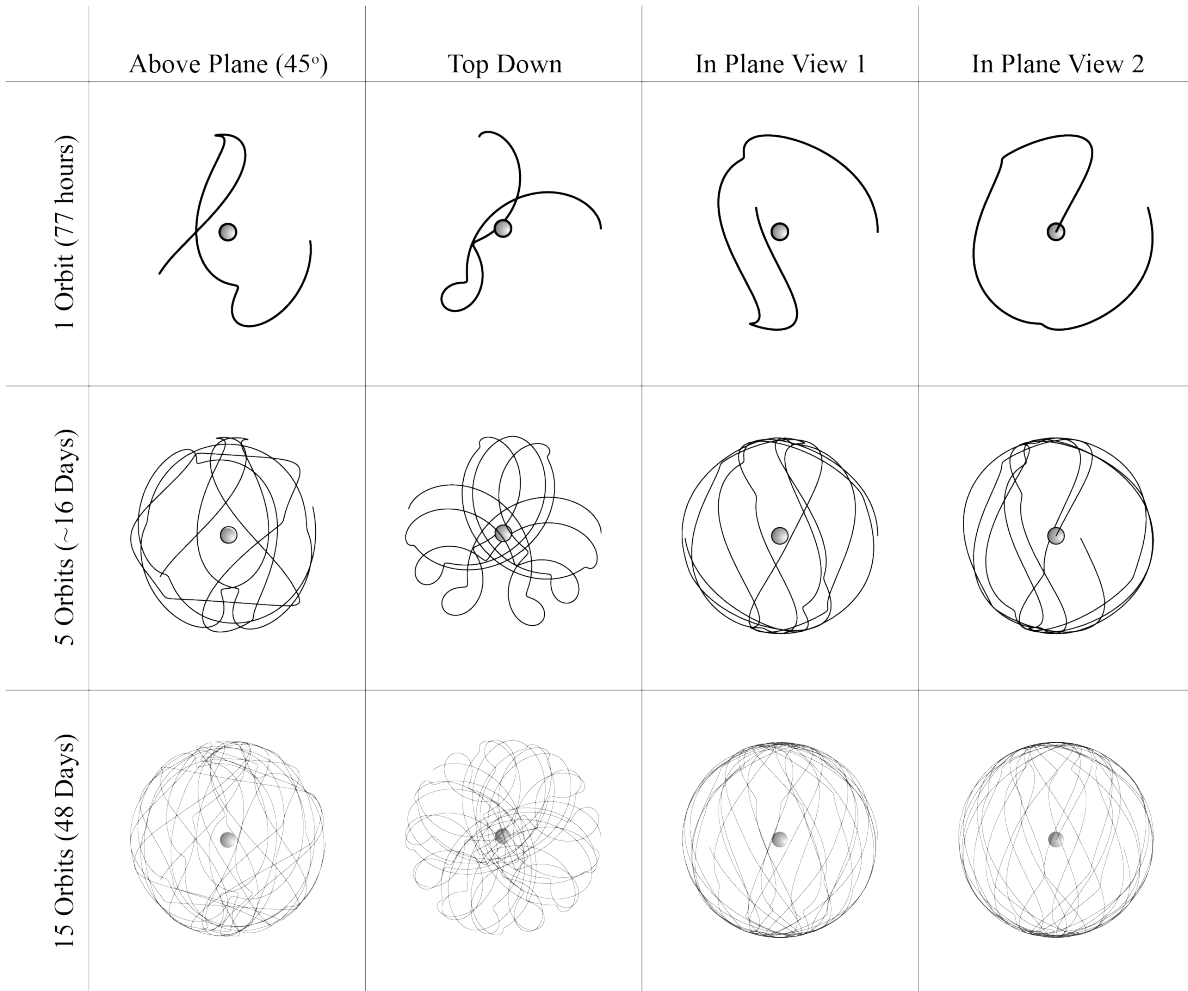 Above Plane (45º)
Top Down
In Plane View 1
In Plane View 2
1 Orbit (77 hours)
5 Orbits (~16 Days)
15 Orbits (48 Days)